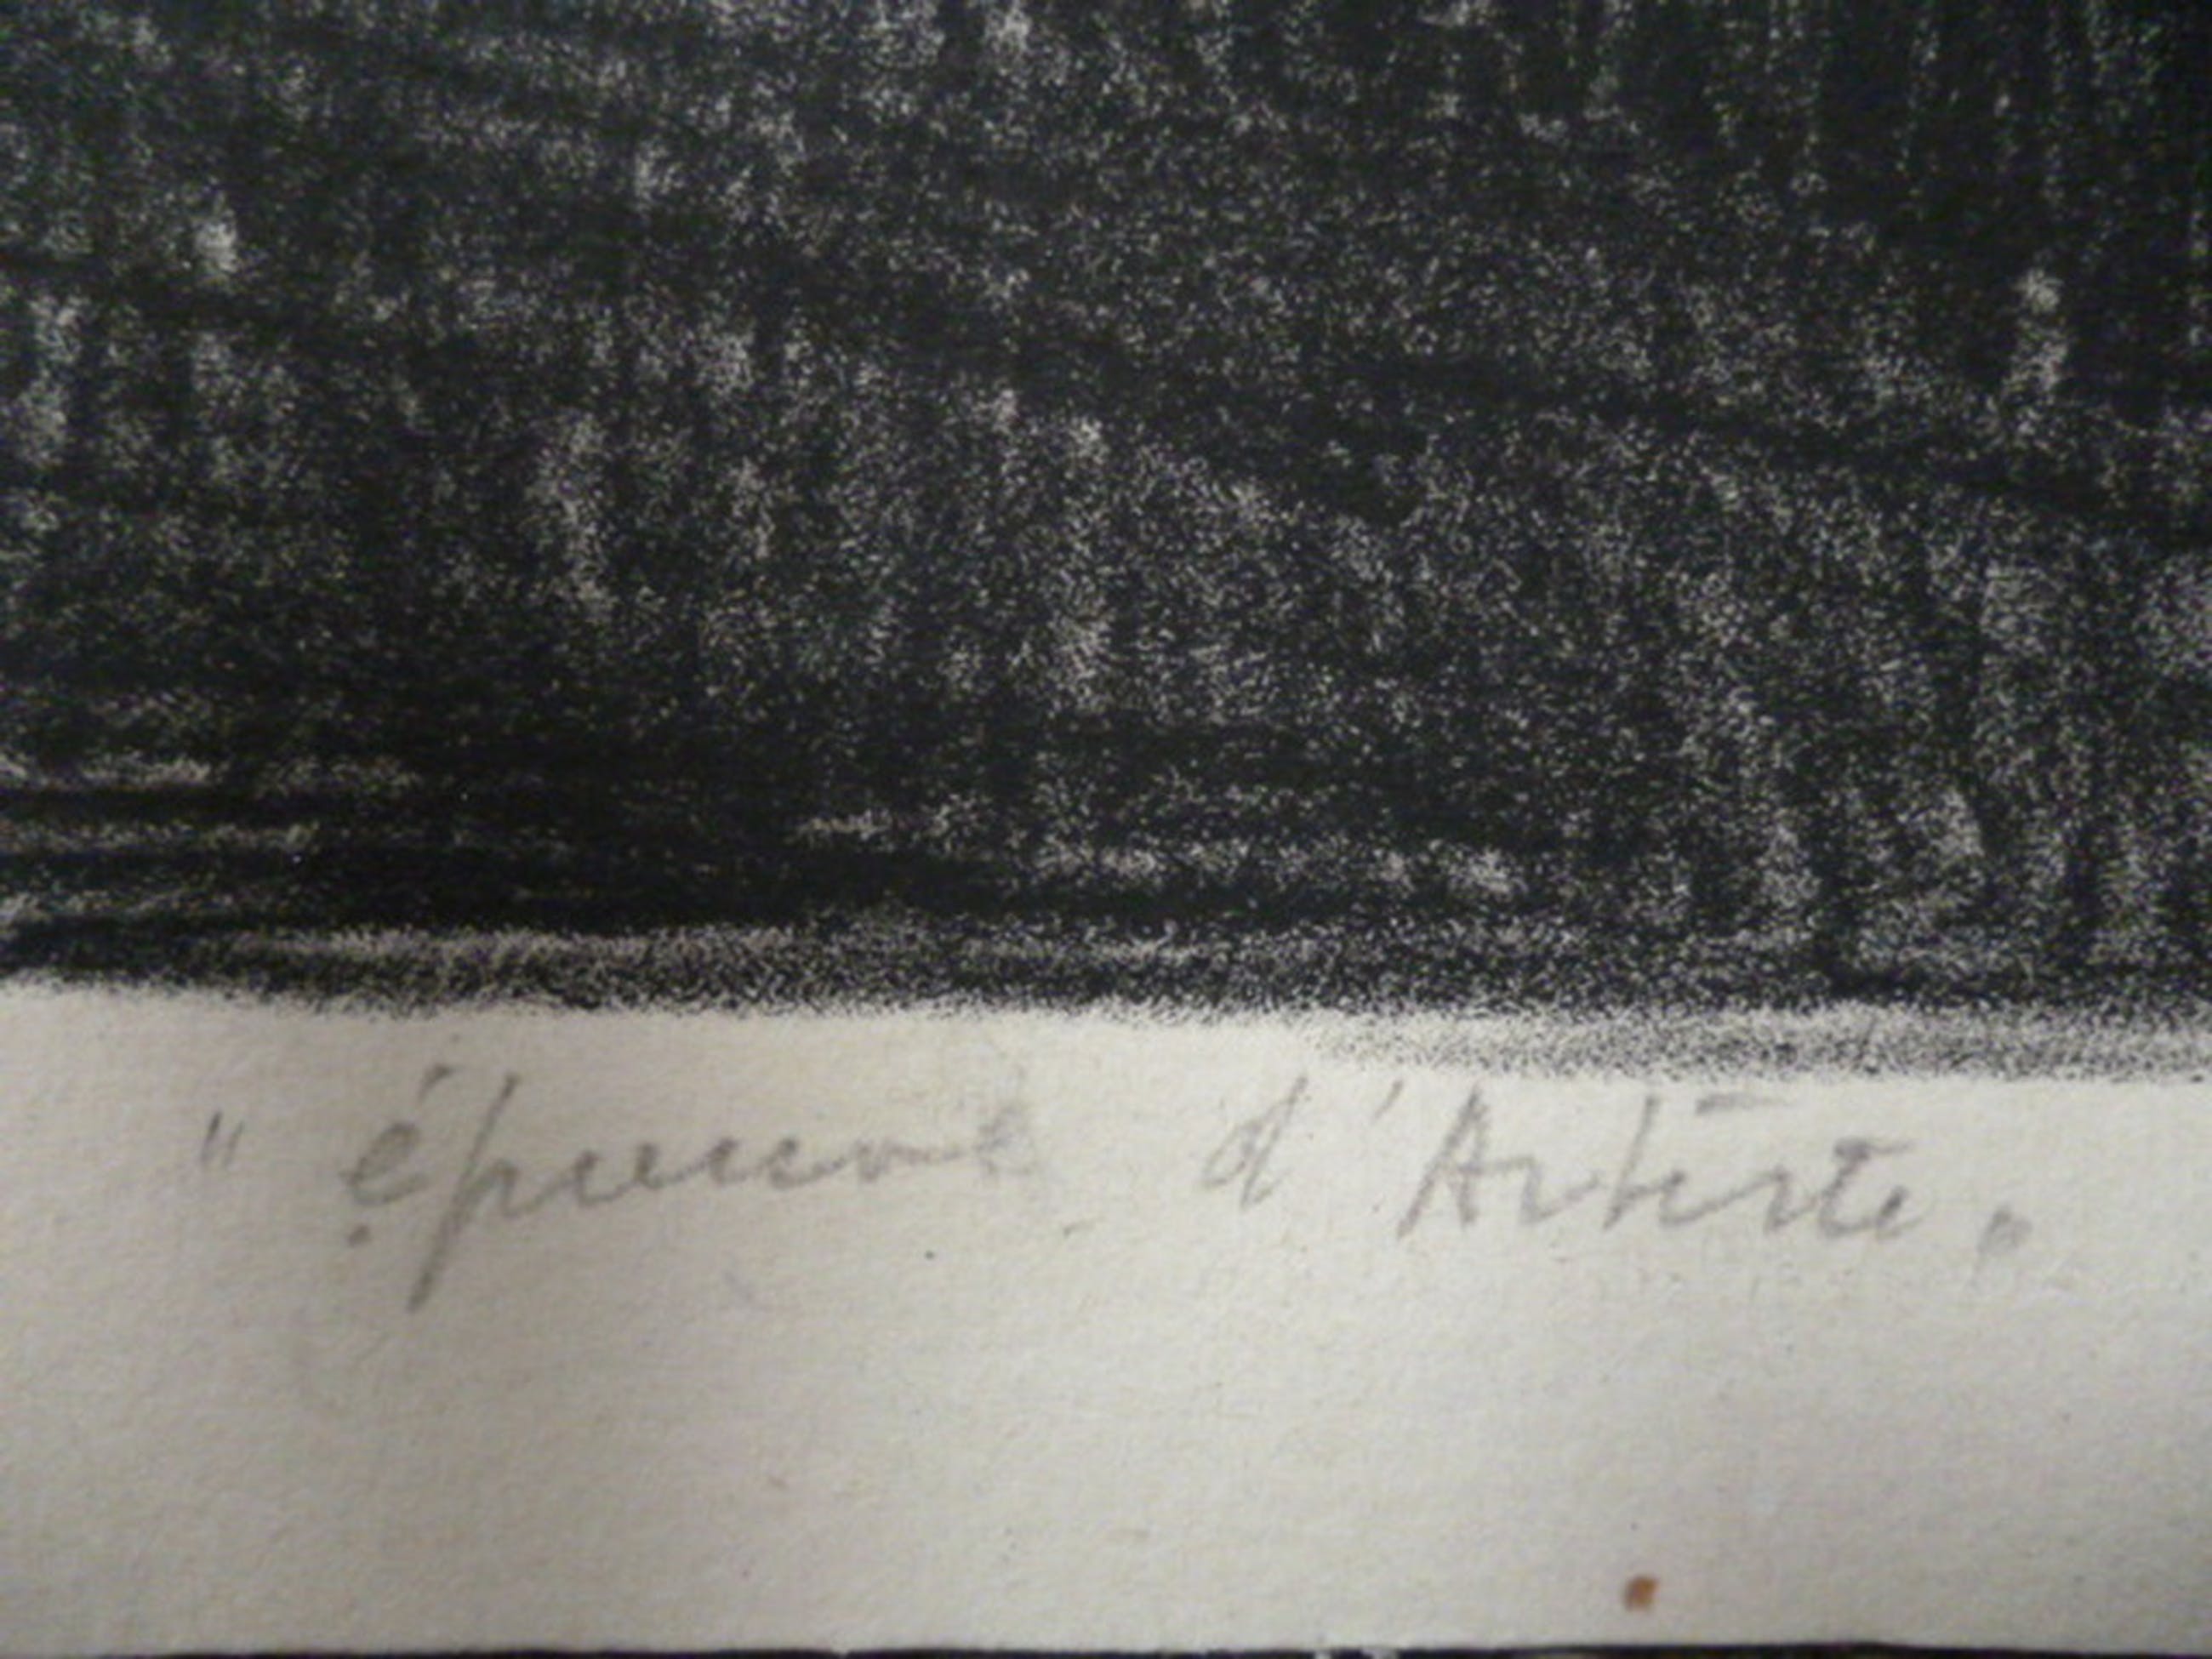 " épreuve d'Artiste "